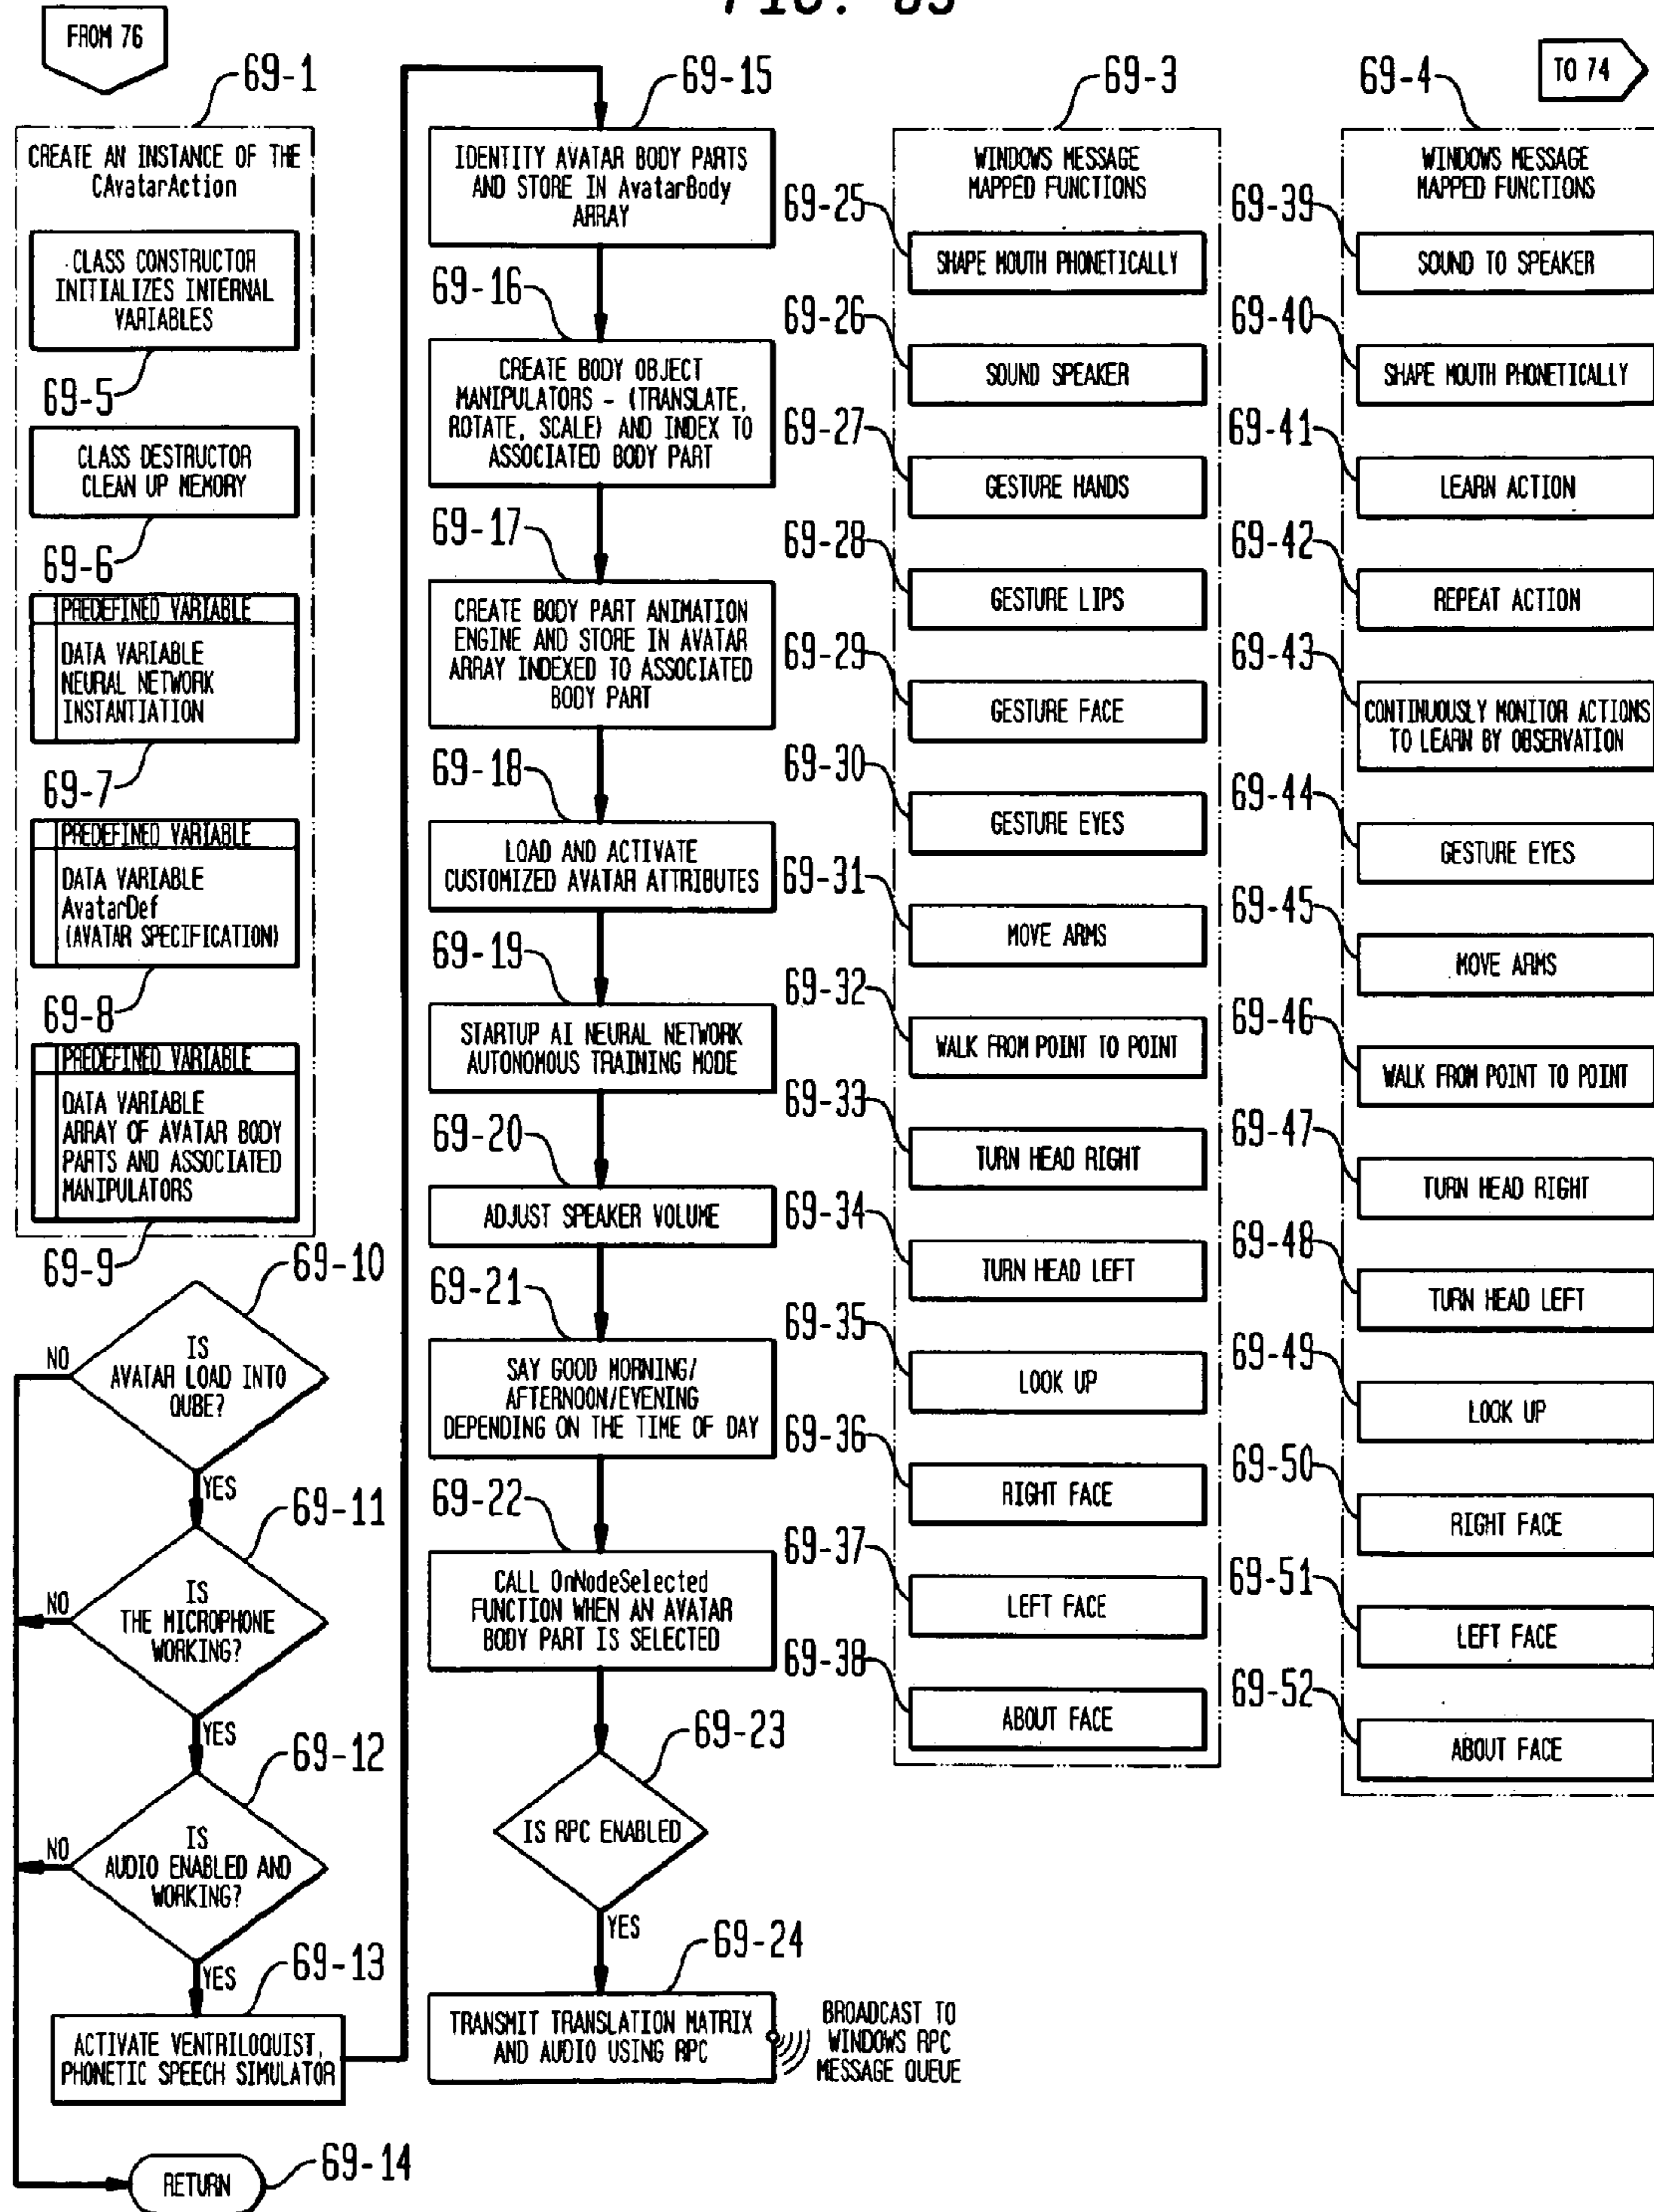 FROM 76
69-1
CREATE AN INSTANCE OF THE
CAvatarAction
CLASS CONSTRUCTOR
INITIALIZES INTERNAL
VARIABLES
69-5
CLASS DESTRUCTOR
CLEAN UP MEMORY
69-6
PREDEFINED VARIABLE
DATA VARIABLE
NEURAL NETWORK
INSTANTIATION
69-7
PREDEFINED VARIABLE
DATA VARIABLE
AvatarDef
(AVATAR SPECIFICATION)
69-8
PREDEFINED VARIABLE
DATA VARIABLE
ARRAY OF AVATAR BODY
PARTS AND ASSOCIATED
MANIPULATORS
69-9
69-10
IS
AVATAR LOAD INTO
QUBE?
NO
YES
69-11
IS
THE MICROPHONE
WORKING?
NO
YES
69-12
IS
AUDIO ENABLED AND
WORKING?
NO
YES
69-13
ACTIVATE VENTRILOQUIST,
PHONETIC SPEECH SIMULATOR
RETURN
69-14
69-15
IDENTITY AVATAR BODY PARTS
AND STORE IN AvatarBody
ARRAY
69-16
CREATE BODY OBJECT
MANIPULATORS - (TRANSLATE,
ROTATE, SCALE) AND INDEX TO
ASSOCIATED BODY PART
69-17
CREATE BODY PART ANIMATION
ENGINE AND STORE IN AVATAR
ARRAY INDEXED TO ASSOCIATED
BODY PART
69-18
LOAD AND ACTIVATE
CUSTOMIZED AVATAR ATTRIBUTES
69-19
STARTUP AI NEURAL NETWORK
AUTONOMOUS TRAINING MODE
69-20
ADJUST SPEAKER VOLUME
69-21
SAY GOOD MORNING/
AFTERNOON/EVENING
DEPENDING ON THE TIME OF DAY
69-22
CALL OnNodeSelected
FUNCTION WHEN AN AVATAR
BODY PART IS SELECTED
69-23
IS RPC ENABLED
YES
69-24
TRANSMIT TRANSLATION MATRIX
AND AUDIO USING RPC
BROADCAST TO
WINDOWS RPC
MESSAGE QUEUE
69-3
WINDOWS MESSAGE
MAPPED FUNCTIONS
69-25
SHAPE MOUTH PHONETICALLY
69-26
SOUND SPEAKER
69-27
GESTURE HANDS
69-28
GESTURE LIPS
69-29
GESTURE FACE
69-30
GESTURE EYES
69-31
MOVE ARMS
69-32
WALK FROM POINT TO POINT
69-33
TURN HEAD RIGHT
69-34
TURN HEAD LEFT
69-35
LOOK UP
69-36
RIGHT FACE
69-37
LEFT FACE
69-38
ABOUT FACE
69-4
TO 74
WINDOWS MESSAGE
MAPPED FUNCTIONS
69-39
SOUND TO SPEAKER
69-40
SHAPE MOUTH PHONETICALLY
69-41
LEARN ACTION
69-42
REPEAT ACTION
69-43
CONTINUOUSLY MONITOR ACTIONS
TO LEARN BY OBSERVATION
69-44
GESTURE EYES
69-45
MOVE ARMS
69-46
WALK FROM POINT TO POINT
69-47
TURN HEAD RIGHT
69-48
TURN HEAD LEFT
69-49
LOOK UP
69-50
RIGHT FACE
69-51
LEFT FACE
69-52
ABOUT FACE